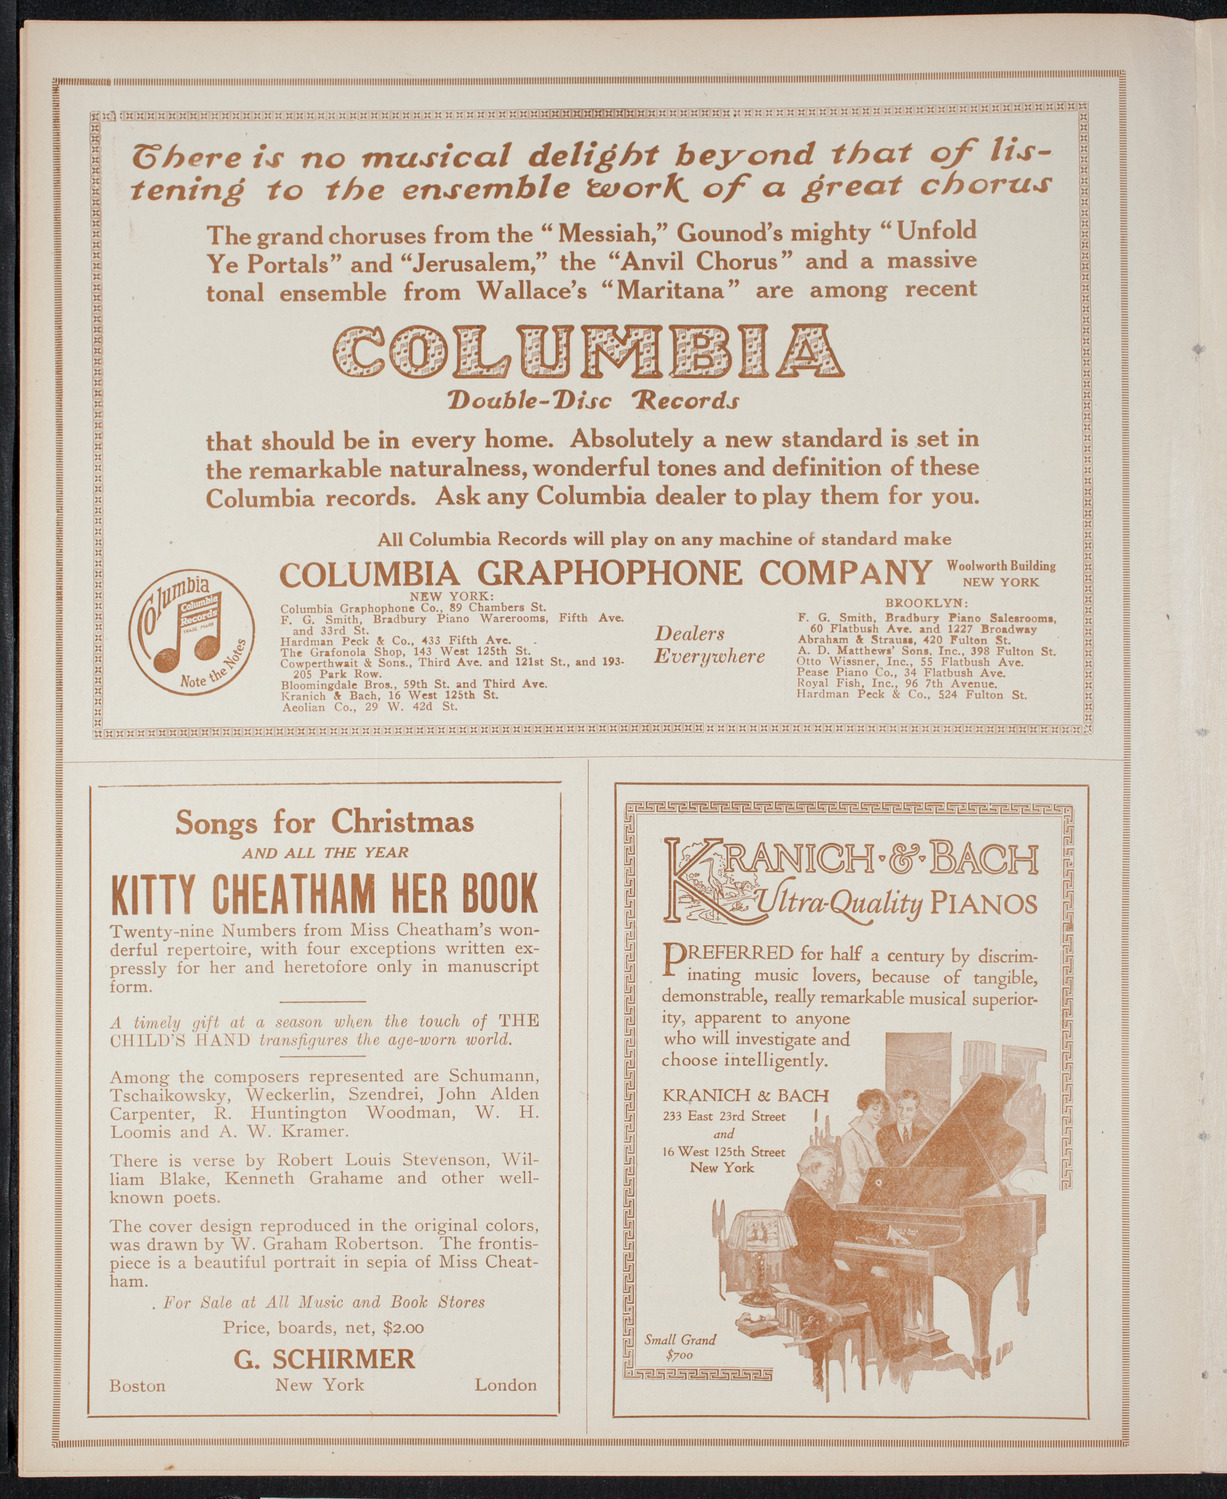 There is no musical delight beyond that of lis-
tening to the ensemble work of a great chorus
The grand choruses from the "Messiah," Gounod's mighty "Unfold
Ye Portals" and "Jerusalem," the "Anvil Chorus" and a massive
tonal ensemble from Wallace's "Maritana" are among recent
COLUMBIA
Double-Disc Records
that should be in every home. Absolutely a new standard is set in
the remarkable naturalness, wonderful tones and definition of these
Columbia records. Ask any Columbia dealer to play them for you.
All Columbia Records will play on any machine of standard make
COLUMBIA GRAPHOPHONE COMPANY Woolworth Building
NEW YORK
Columbia
Columbia
Records
TRADE MARK
Note the Notes
NEW YORK:
Columbia Graphophone Co., 89 Chambers St.
F. G. Smith, Bradbury Piano Warerooms, Fifth Ave.
and 33rd St.
Hardman Peck & Co., 433 Fifth Ave.
The Grafonola Shop, 143 West 125th St.
Cowperthwait & Sons., Third Ave. and 121st St., and 193-
205 Park Row.
Bloomingdale Bros., 59th St. and Third Ave.
Kranich & Bach, 16 West 125th St.
Aeolian Co., 29 W. 42d St.
Dealers
Everywhere
BROOKLYN:
F. G. Smith, Bradbury Piano Salesrooms,
60 Flatbush Ave. and 1227 Broadway
Abraham & Strauss, 420 Fulton St.
A. D. Matthews' Sons, Inc., 398 Fulton St.
Otto Wissner, Inc., 55 Flatbush Ave.
Pease Piano Co., 34 Flatbush Ave.
Royal Fish, Inc., 96 7th Avenue.
Hardman Peck & Co., 524 Fulton St.
Songs for Christmas
AND ALL THE YEAR
KITTY CHEATHAM HER BOOK
Twenty-nine Numbers from Miss Cheatham's won-
derful repertoire, with four exceptions written ex-
pressly for her and heretofore only in manuscript
form.
A timely gift at a season when the touch of THE
CHILD'S HAND transfigures the age-worn world.
Among the composers represented are Schumann,
Tschaikowsky, Weckerlin, Szendrei, John Alden
Carpenter, R. Huntington Woodman, W. H.
Loomis and A. W. Kramer.
There is verse by Robert Louis Stevenson, Wil-
liam Blake, Kenneth Grahame and other well-
known poets.
The cover design reproduced in the original colors,
was drawn by W. Graham Robertson. The frontis-
piece is a beautiful portrait in sepia of Miss Cheat-
ham.
For Sale at All Music and Book Stores
Price, boards, net, $2.00
G. SCHIRMER
Boston New York London
KRANICH & BACH
Ultra-Quality PIANOS
PREFERRED for half a century by discrim-
inating music lovers, because of tangible,
demonstrable, really remarkable musical superior-
ity, apparent to anyone
who will investigate and
choose intelligently.
KRANICH & BACH
233 East 23rd Street
and
16 West 125th Street
New York
Small Grand
$700